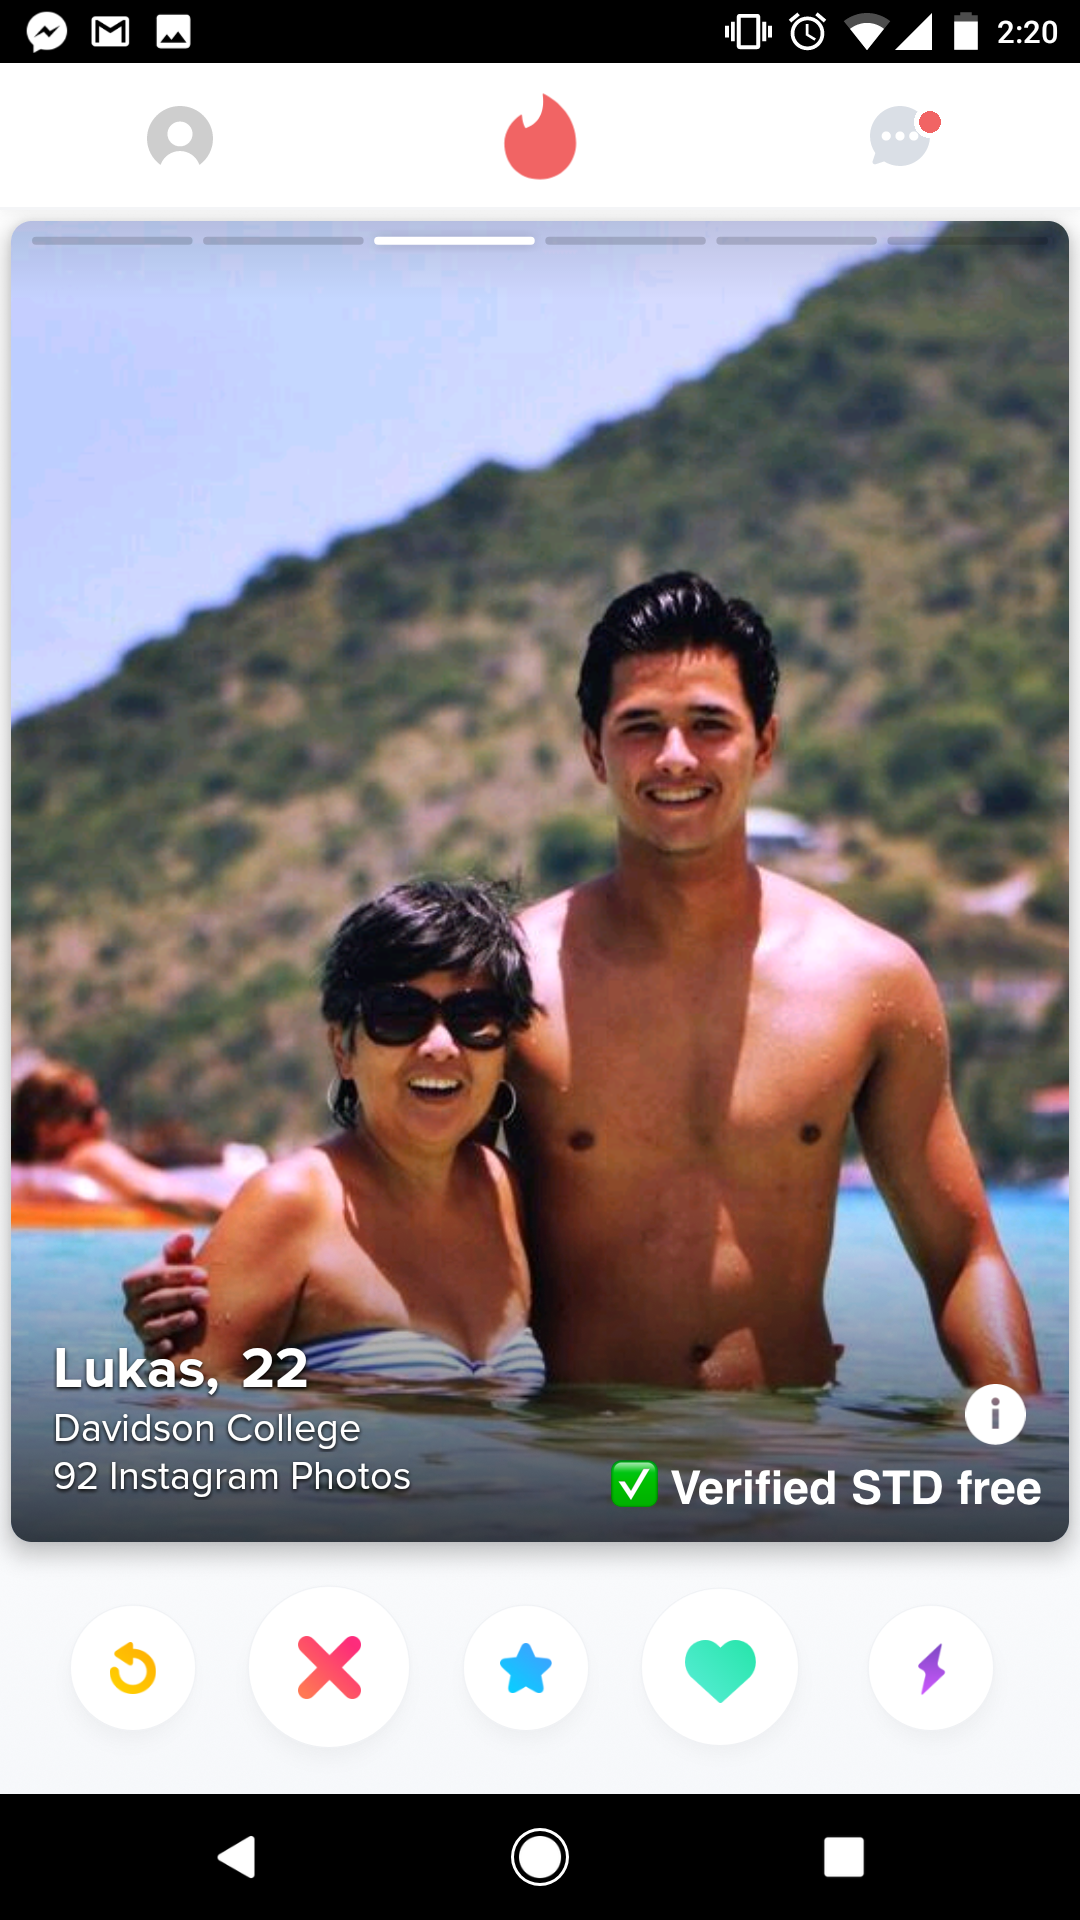 2:20
Lukas, 22
Davidson College
92 Instagram Photos
✅ Verified STD free